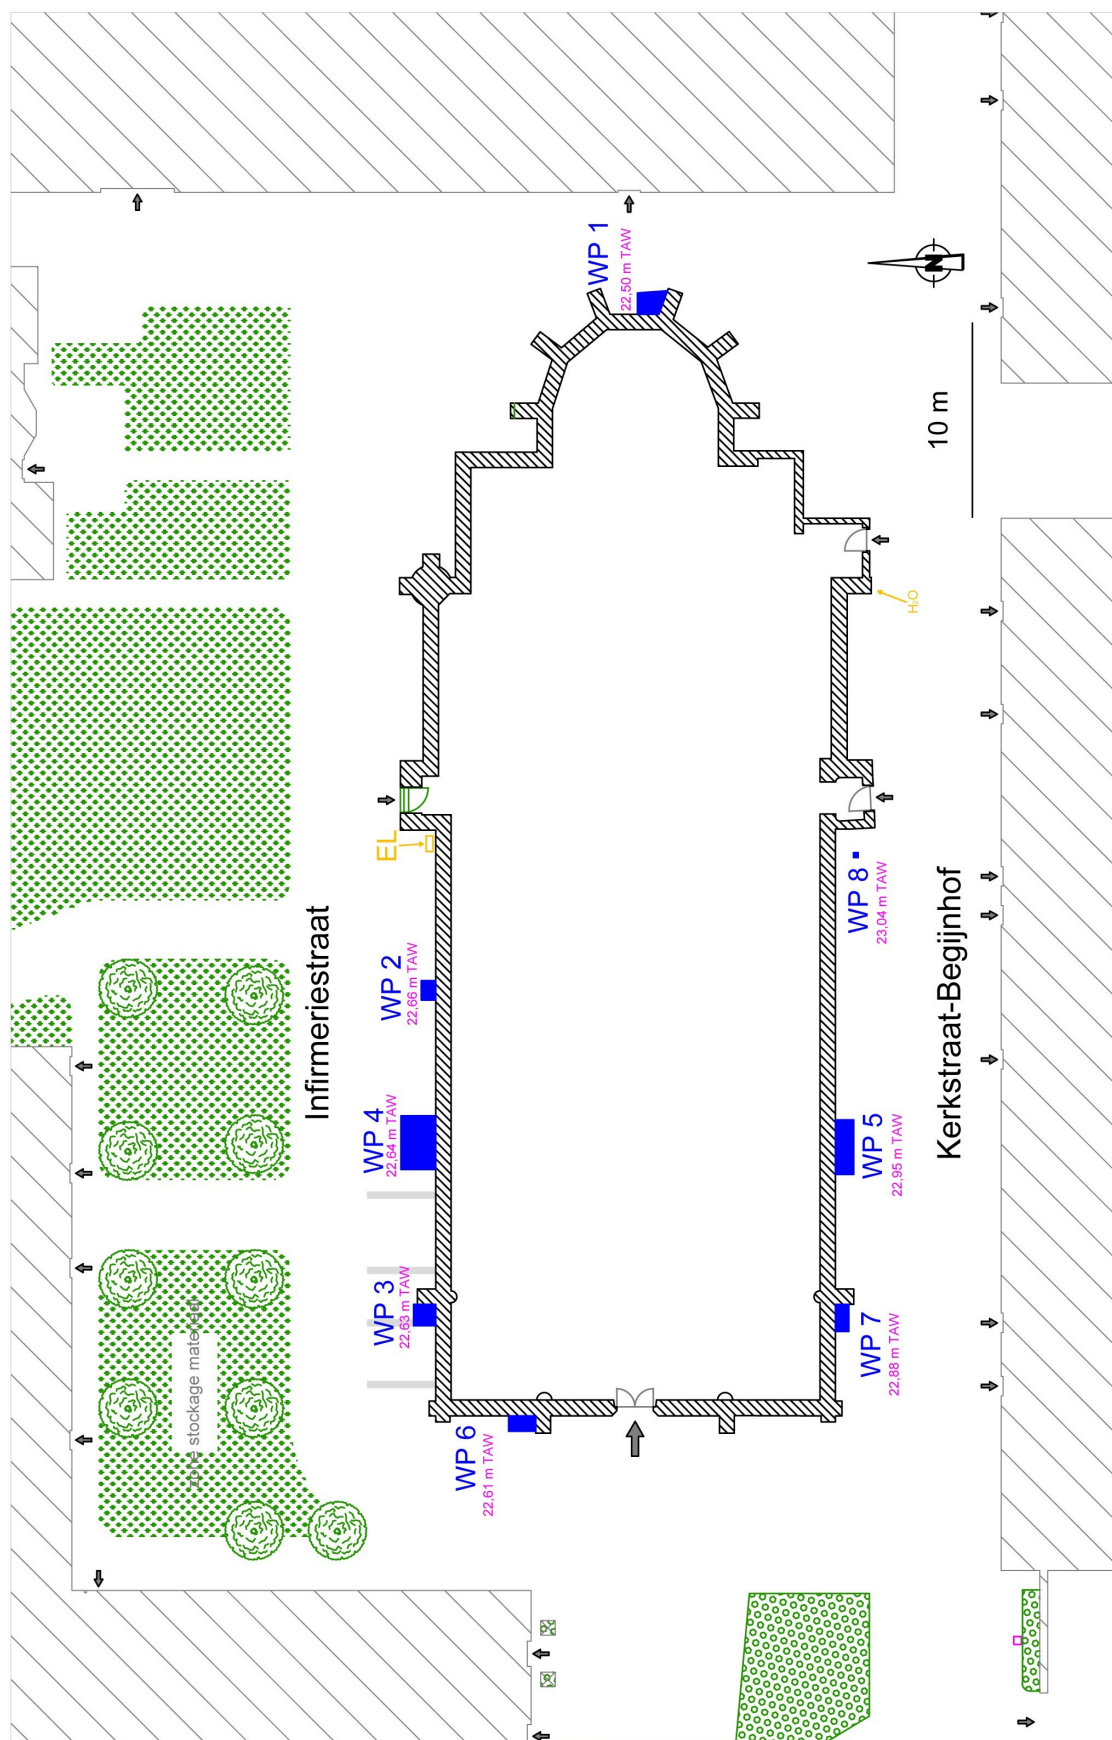 WP 1
22,50 m TAW
N
10 m
H2O
EL
Infirmeriestraat
WP 2
22,66 m TAW
WP 8
23,04 m TAW
Kerkstraat-Begijnhof
WP 4
22,64 m TAW
WP 5
22,95 m TAW
WP 3
22,63 m TAW
WP 7
22,88 m TAW
zone stockage materiaal
WP 6
22,61 m TAW